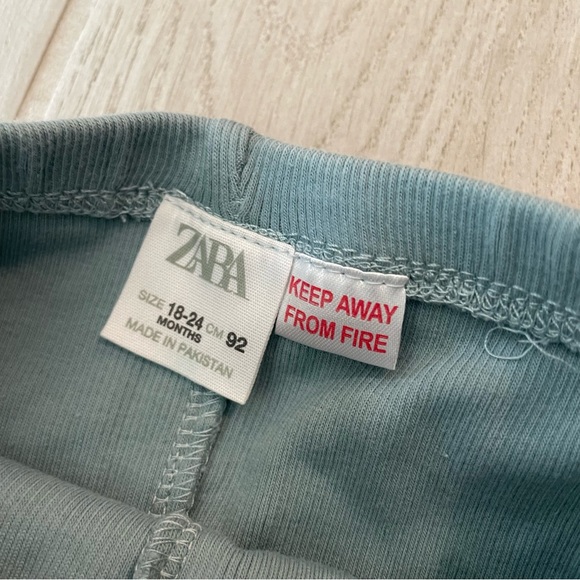 ZARA
SIZE 18-24 CM 92
MONTHS
MADE IN PAKISTAN
KEEP AWAY
FROM FIRE